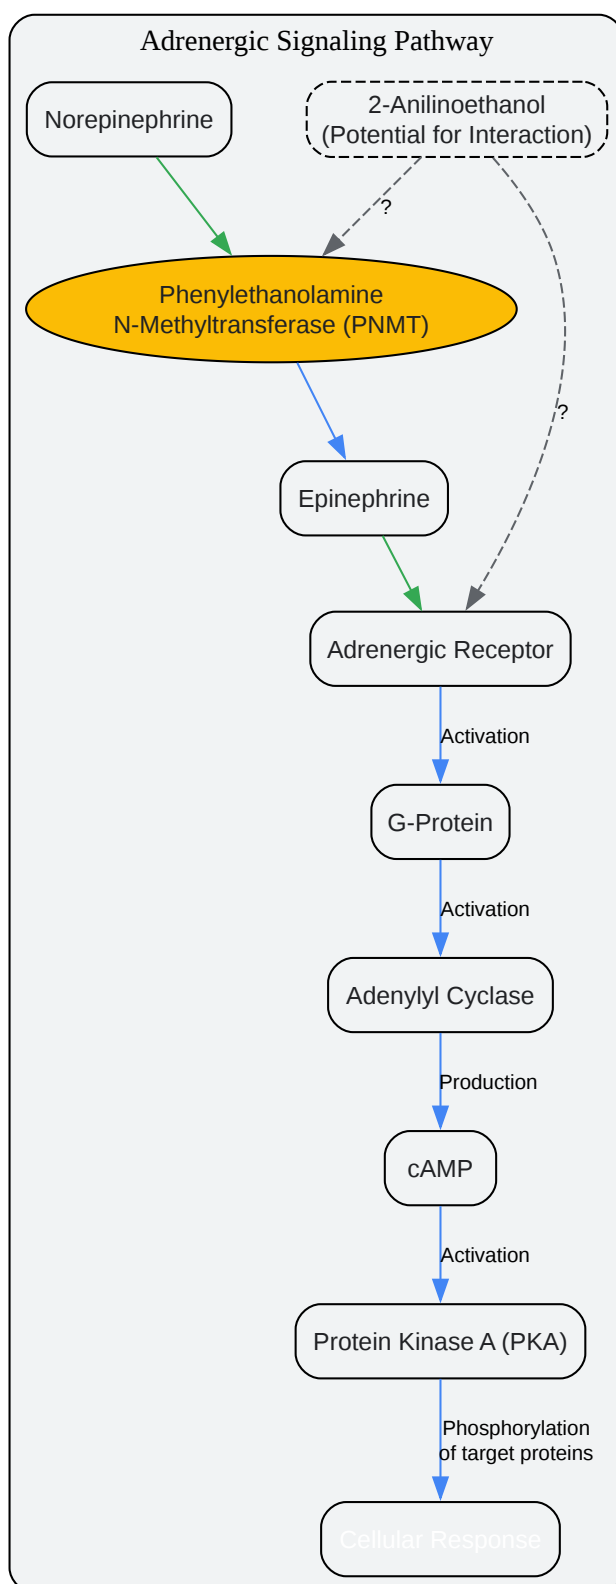 Adrenergic Signaling Pathway
Norepinephrine
2-Anilinoethanol
(Potential for Interaction)
?
Phenylethanolamine
N-Methyltransferase (PNMT)
?
Epinephrine
Adrenergic Receptor
Activation
G-Protein
Activation
Adenylyl Cyclase
Production
cAMP
Activation
Protein Kinase A (PKA)
Phosphorylation
of target proteins
Cellular Response